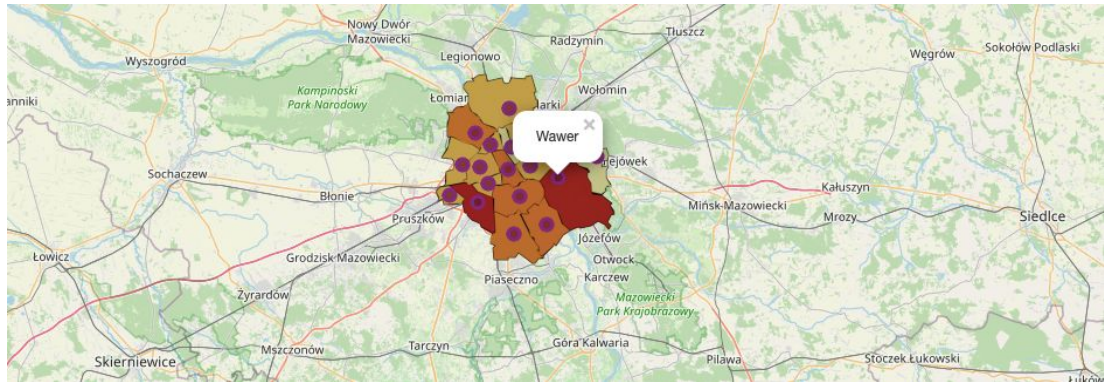 Nowy Dwór
Mazowiecki
Tłuszcz
Radzymin
Węgrów
Sokołów Podlaski
Wyszogród
Legionowo
Kampinoski
Park Narodowy
Wołomin
Wawer
×
Sochaczew
Błonie
Kałuszyn
Mińsk-Mazowiecki
Mrozy
Siedlce
Pruszków
Józefów
Łowicz
Grodzisk Mazowiecki
Otwock
Piaseczno
Karczew
Żyrardów
Mazowiecki
Park Krajobrazowy
Mszczonów
Tarczyn
Góra Kalwaria
Skierniewice
Pilawa
Stoczek Łukowski